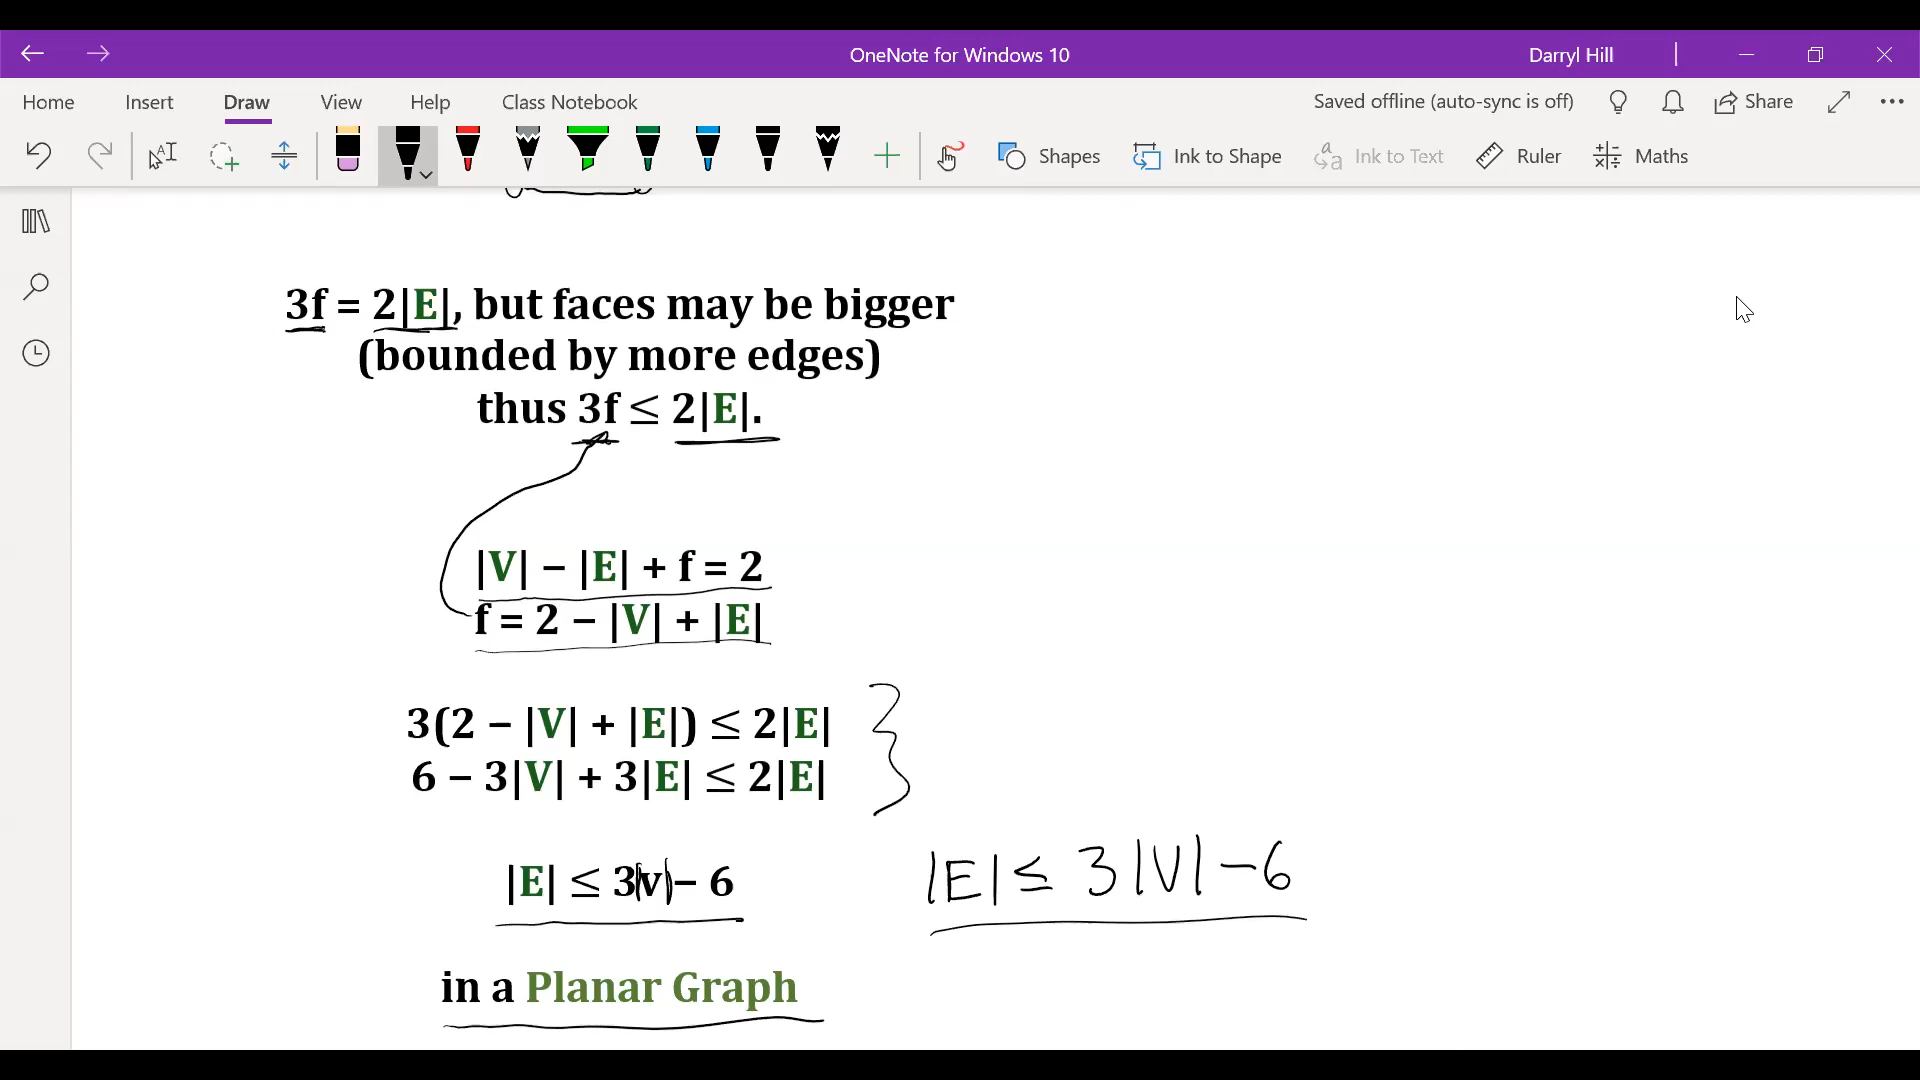 OneNote for Windows 10
Darryl Hill
Home Insert Draw View Help Class Notebook
Saved offline (auto-sync is off) Share
Shapes Ink to Shape Ink to Text Ruler Maths
3f = 2|E|, but faces may be bigger
(bounded by more edges)
thus 3f ≤ 2|E|.
|V| − |E| + f = 2
f = 2 − |V| + |E|
3(2 − |V| + |E|) ≤ 2|E|
6 − 3|V| + 3|E| ≤ 2|E|
|E| ≤ 3|v| − 6
|E| ≤ 3|V| − 6
in a Planar Graph